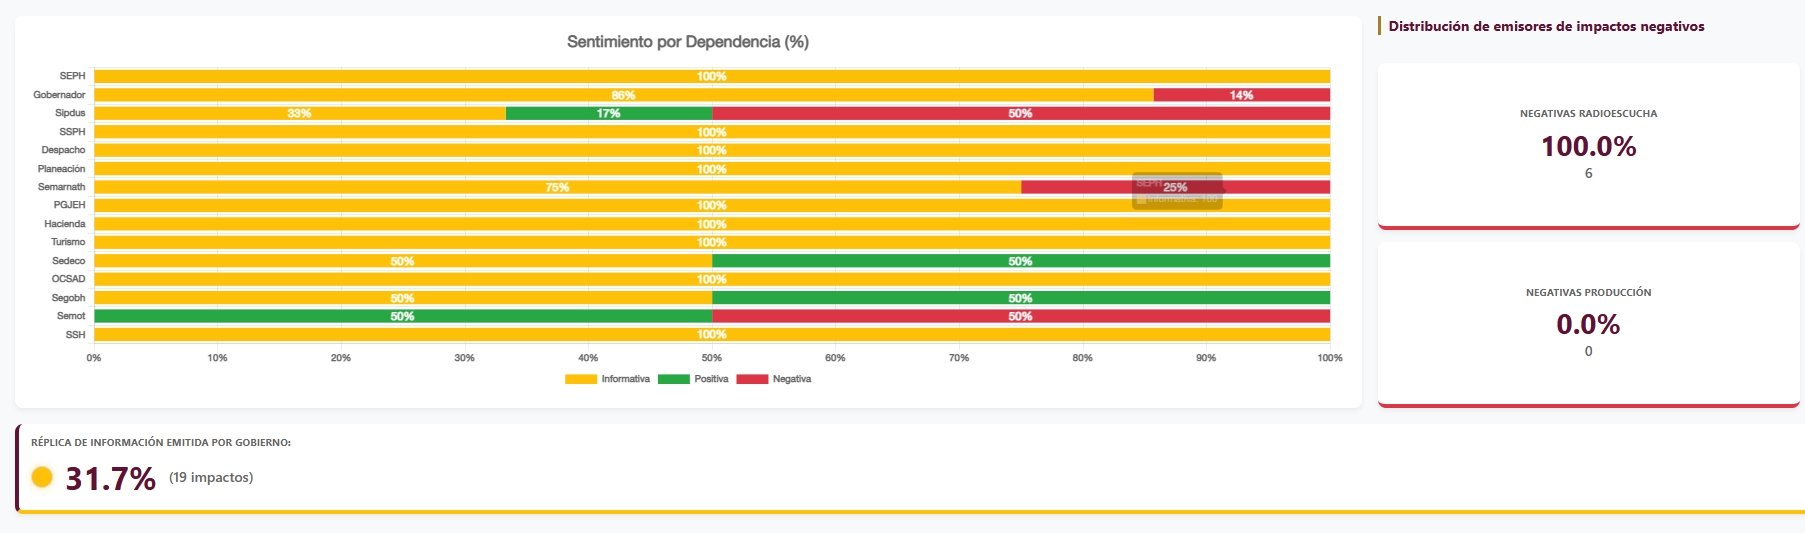 Sentimiento por Dependencia (%)
SEPH 100%
Gobernador 86% 14%
Sipdus 33% 17% 50%
SSPH 100%
Despacho 100%
Planeación 100%
Semarnath 75% 25%
SEPH
Informativa: 100
PGJEH 100%
Hacienda 100%
Turismo 100%
Sedeco 50% 50%
OCSAD 100%
Segobh 50% 50%
Semot 50% 50%
SSH 100%
0% 10% 20% 30% 40% 50% 60% 70% 80% 90% 100%
Informativa Positiva Negativa
Distribución de emisores de impactos negativos
NEGATIVAS RADIOESCUCHA
100.0%
6
NEGATIVAS PRODUCCIÓN
0.0%
0
RÉPLICA DE INFORMACIÓN EMITIDA POR GOBIERNO:
31.7% (19 impactos)